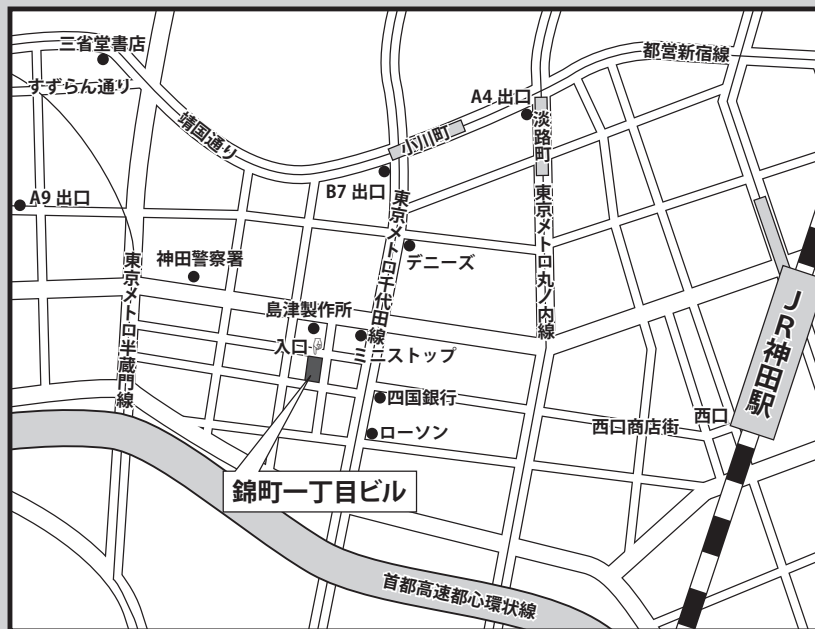 三省堂書店
すずらん通り
靖国通り
都営新宿線
A4 出口
小川町
淡路町
B7 出口
A9 出口
東京メトロ半蔵門線
東京メトロ千代田線
東京メトロ丸ノ内線
神田警察署
デニーズ
島津製作所
入口
ミニストップ
四国銀行
ローソン
西口商店街
西口
JR神田駅
錦町一丁目ビル
首都高速都心環状線